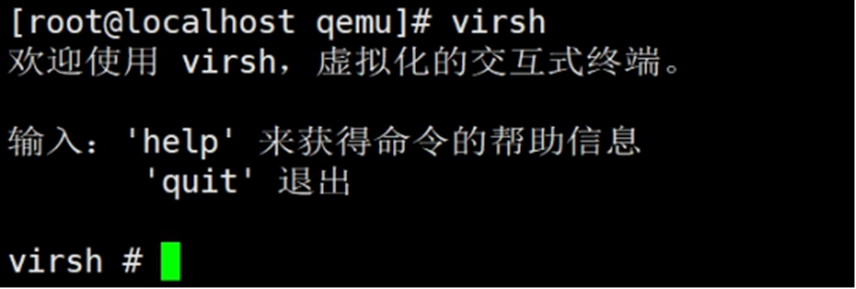 [root@localhost qemu]# virsh
欢迎使用 virsh，虚拟化的交互式终端。
输入：'help' 来获得命令的帮助信息
'quit' 退出
virsh #